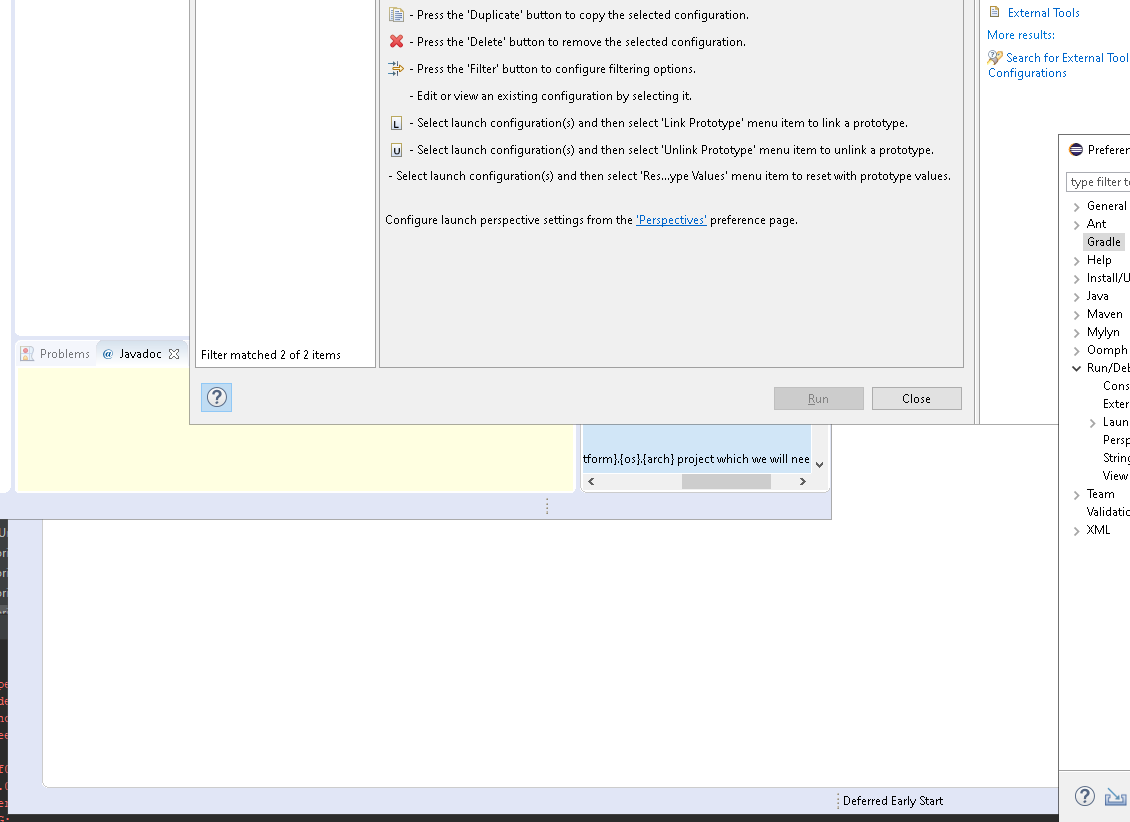 - Press the 'Duplicate' button to copy the selected configuration.
- Press the 'Delete' button to remove the selected configuration.
- Press the 'Filter' button to configure filtering options.
- Edit or view an existing configuration by selecting it.
L - Select launch configuration(s) and then select 'Link Prototype' menu item to link a prototype.
U - Select launch configuration(s) and then select 'Unlink Prototype' menu item to unlink a prototype.
- Select launch configuration(s) and then select 'Res...ype Values' menu item to reset with prototype values.
Configure launch perspective settings from the 'Perspectives' preference page.
Filter matched 2 of 2 items
Run
Close
External Tools
More results:
Search for External Tool
Configurations
Problems
@ Javadoc
tform}.{os}.{arch} project which we will nee
Preferen
type filter t
General
Ant
Gradle
Help
Install/U
Java
Maven
Mylyn
Oomph
Run/Deb
Cons
Exter
Laun
Persp
String
View
Team
Validatio
XML
Deferred Early Start